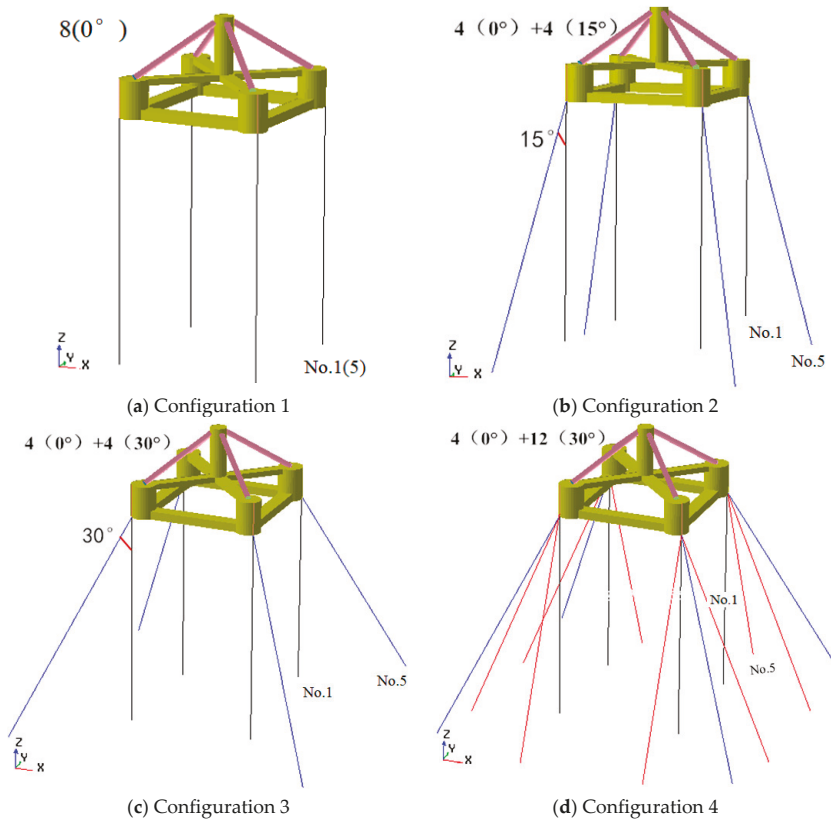 8(0°)
4（0°）+4（15°）
15°
No.1
No.5
No.1(5)
Z
Y
X
Z
Y
X
(a) Configuration 1
(b) Configuration 2
4（0°）+4（30°）
4（0°）+12（30°）
30°
No.1
No.5
No.1
No.5
Z
Y
X
Z
Y
X
(c) Configuration 3
(d) Configuration 4